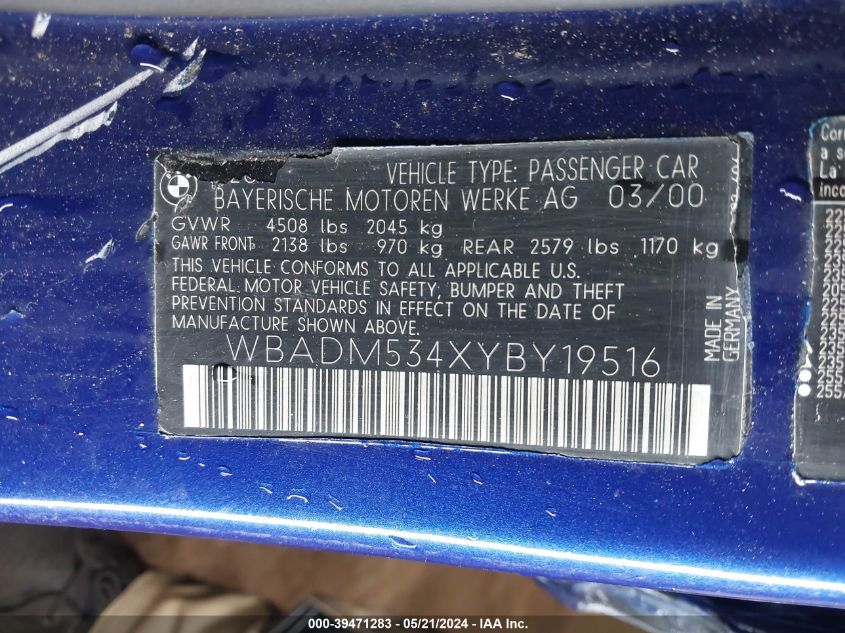 VEHICLE TYPE: PASSENGER CAR
BAYERISCHE MOTOREN WERKE AG 03/00
GVWR 4508 lbs 2045 kg
GAWR FRONT 2138 lbs 970 kg REAR 2579 lbs 1170 kg
THIS VEHICLE CONFORMS TO ALL APPLICABLE U.S.
FEDERAL MOTOR VEHICLE SAFETY, BUMPER AND THEFT
PREVENTION STANDARDS IN EFFECT ON THE DATE OF
MANUFACTURE SHOWN ABOVE.
WBADM534XYBY19516
MADE IN
GERMANY
a s
La
inco
000-39471283 - 05/21/2024 - IAA Inc.